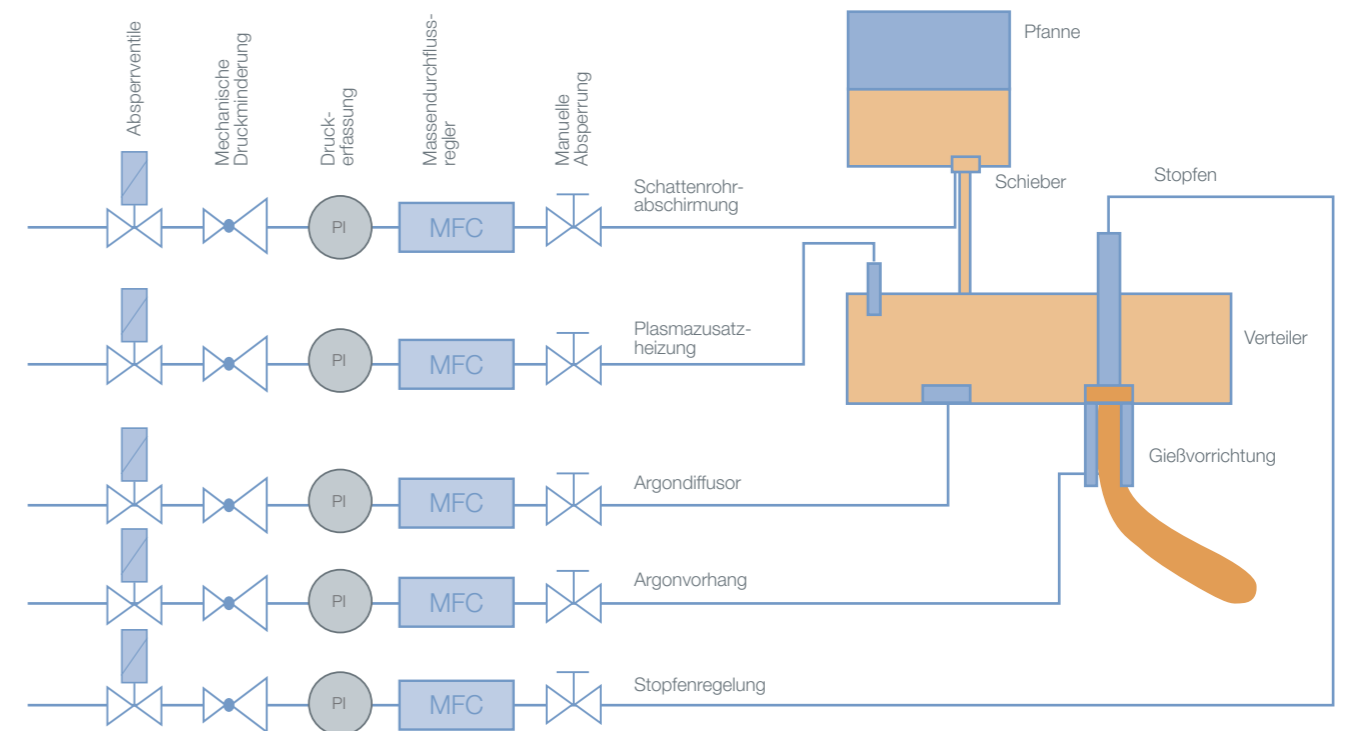 Absperrventile
Mechanische
Druckminderung
Druck-
erfassung
Massendurchfluss-
regler
Manuelle
Absperrung
Pfanne
Schieber
Stopfen
PI
MFC
Schattenrohr-
abschirmung
PI
MFC
Plasmazusatz-
heizung
Verteiler
Gießvorrichtung
PI
MFC
Argondiffusor
PI
MFC
Argonvorhang
PI
MFC
Stopfenregelung